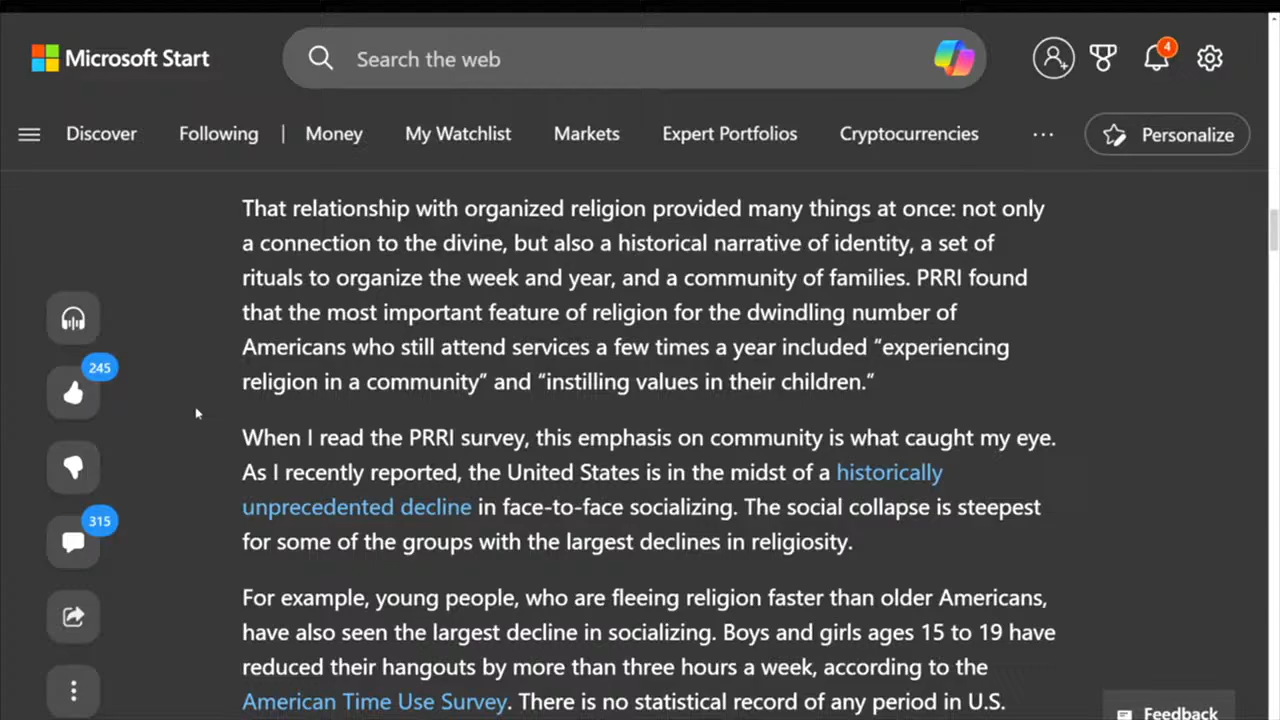 Microsoft Start
Search the web
4
Discover
Following
Money
My Watchlist
Markets
Expert Portfolios
Cryptocurrencies
Personalize
That relationship with organized religion provided many things at once: not only
a connection to the divine, but also a historical narrative of identity, a set of
rituals to organize the week and year, and a community of families. PRRI found
that the most important feature of religion for the dwindling number of
Americans who still attend services a few times a year included “experiencing
religion in a community” and “instilling values in their children.”
245
When I read the PRRI survey, this emphasis on community is what caught my eye.
As I recently reported, the United States is in the midst of a historically
unprecedented decline in face-to-face socializing. The social collapse is steepest
for some of the groups with the largest declines in religiosity.
315
For example, young people, who are fleeing religion faster than older Americans,
have also seen the largest decline in socializing. Boys and girls ages 15 to 19 have
reduced their hangouts by more than three hours a week, according to the
American Time Use Survey. There is no statistical record of any period in U.S.
Feedback